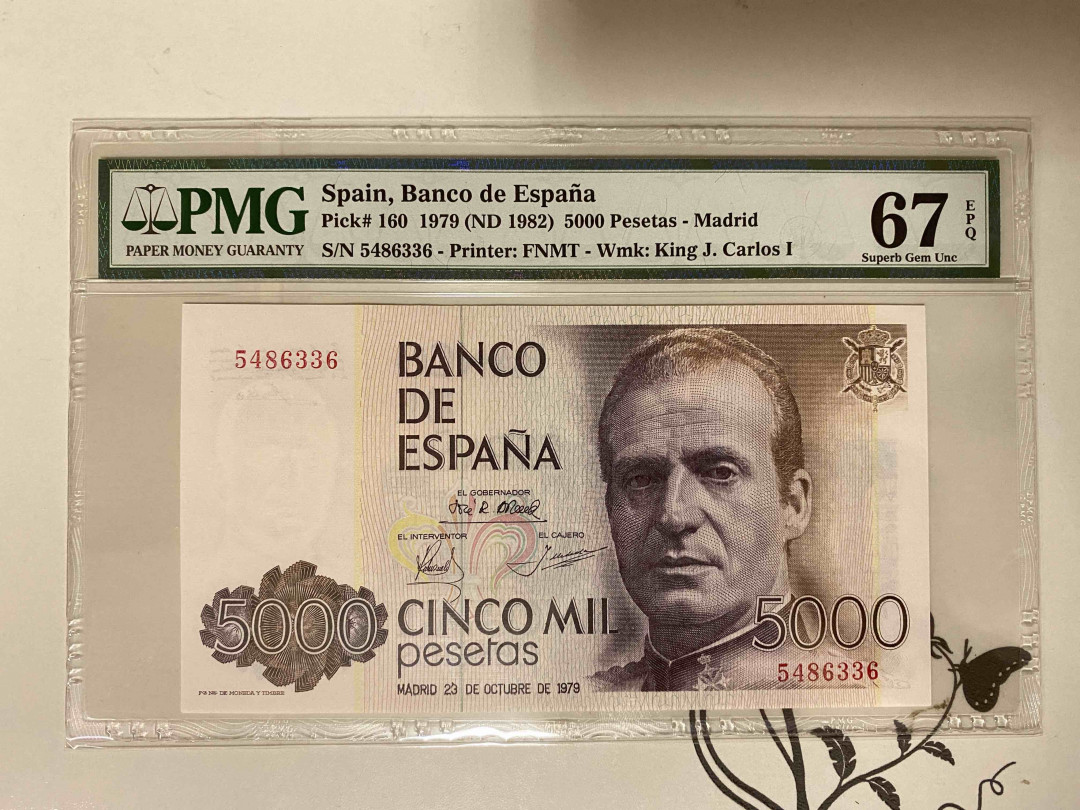 PMG
PAPER MONEY GUARANTY
Spain, Banco de España
Pick# 160 1979 (ND 1982) 5000 Pesetas - Madrid
S/N 5486336 - Printer: FNMT - Wmk: King J. Carlos I
67
EPQ
Superb Gem Unc
5486336
BANCO
DE
ESPAÑA
EL GOBERNADOR
EL INTERVENTOR
EL CAJERO
5000
CINCO MIL
pesetas
5000
5486336
MADRID 23 DE OCTUBRE DE 1979